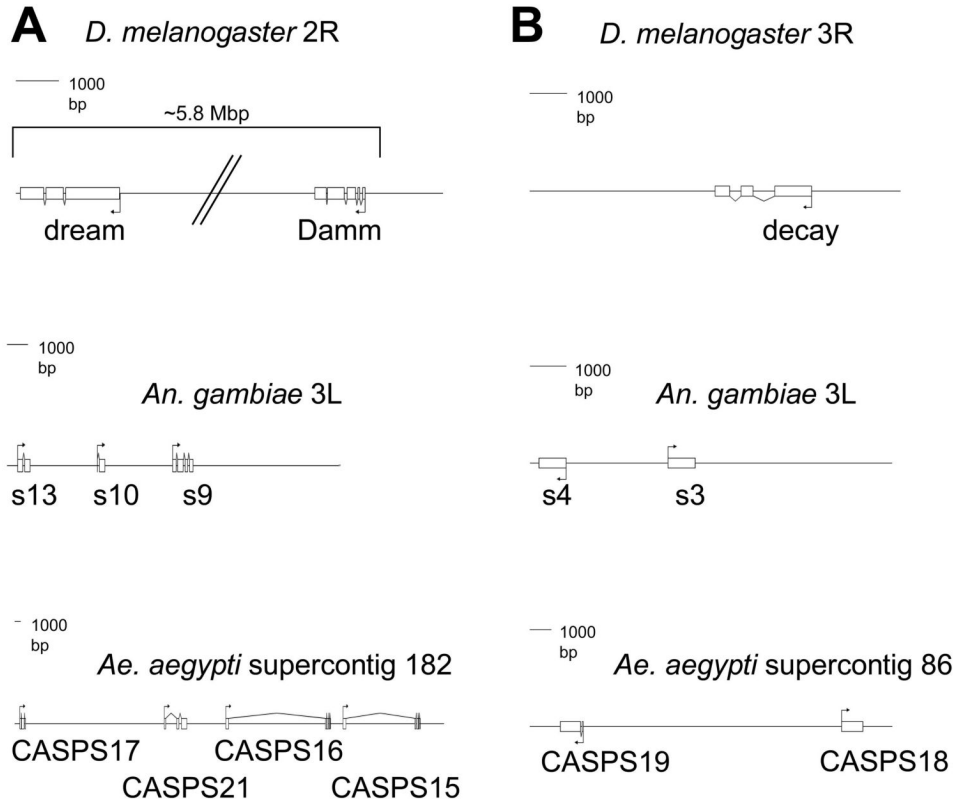 A
D. melanogaster 2R
1000
bp
~5.8 Mbp
dream
Damm
1000
bp
An. gambiae 3L
s13
s10
s9
1000
bp
Ae. aegypti supercontig 182
CASPS17
CASPS16
CASPS21
CASPS15
B
D. melanogaster 3R
1000
bp
decay
1000
bp
An. gambiae 3L
s4
s3
1000
bp
Ae. aegypti supercontig 86
CASPS19
CASPS18